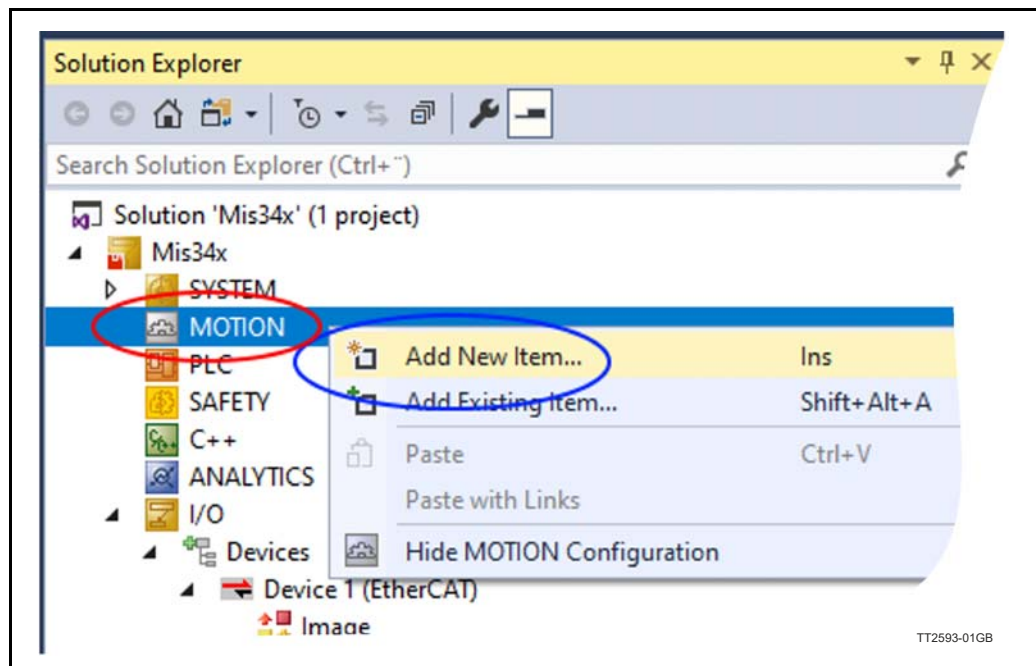 Solution Explorer
Search Solution Explorer (Ctrl+¨)
Solution 'Mis34x' (1 project)
Mis34x
SYSTEM
MOTION
Add New Item... Ins
PLC
SAFETY
Add Existing Item... Shift+Alt+A
C++
Paste Ctrl+V
ANALYTICS
Paste with Links
I/O
Devices
Hide MOTION Configuration
Device 1 (EtherCAT)
Image
TT2593-01GB